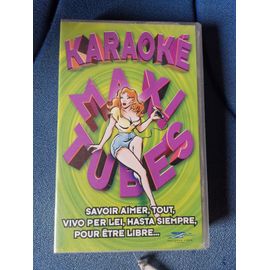 KARAOKÉ
MAXI
TUBES
SAVOIR AIMER, TOUT,
VIVO PER LEI, HASTA SIEMPRE,
POUR ÊTRE LIBRE...